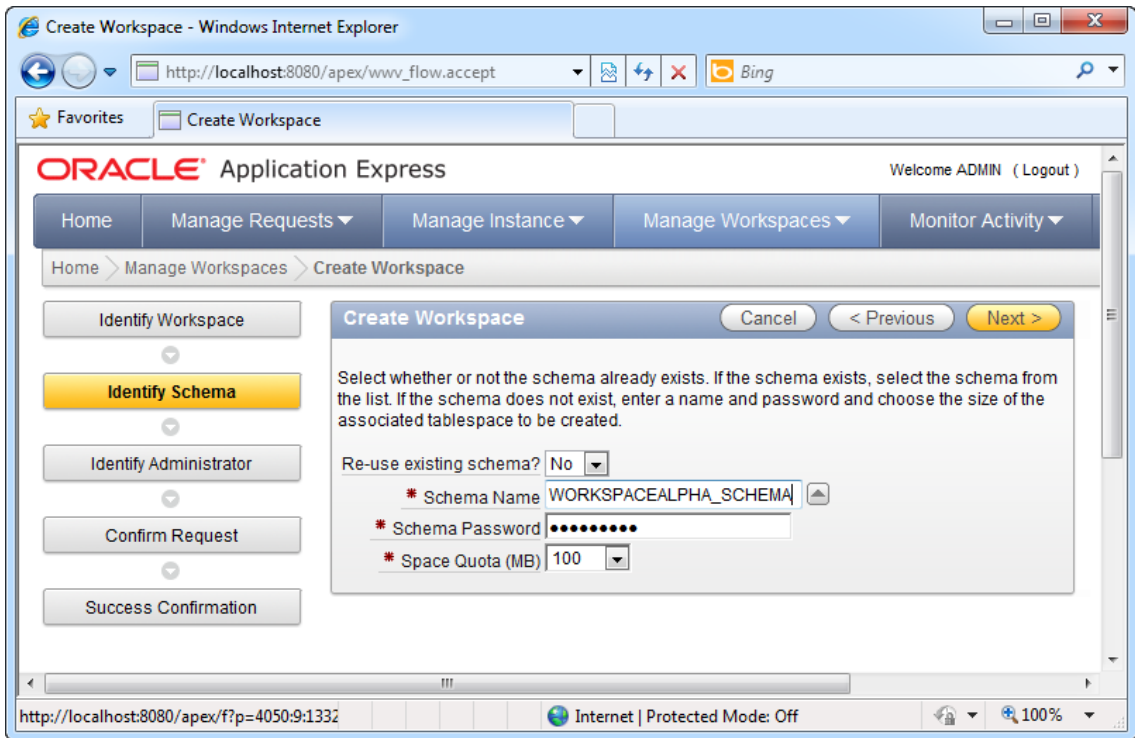 Create Workspace - Windows Internet Explorer
http://localhost:8080/apex/wwv_flow.accept
Bing
Favorites
Create Workspace
ORACLE Application Express
Welcome ADMIN ( Logout )
Home Manage Requests Manage Instance Manage Workspaces Monitor Activity
Home Manage Workspaces Create Workspace
Identify Workspace
Identify Schema
Identify Administrator
Confirm Request
Success Confirmation
Create Workspace
Cancel < Previous Next >
Select whether or not the schema already exists. If the schema exists, select the schema from
the list. If the schema does not exist, enter a name and password and choose the size of the
associated tablespace to be created.
Re-use existing schema? No
* Schema Name WORKSPACEALPHA_SCHEMA
* Schema Password •••••••••
* Space Quota (MB) 100
http://localhost:8080/apex/f?p=4050:9:1332
Internet | Protected Mode: Off
100%